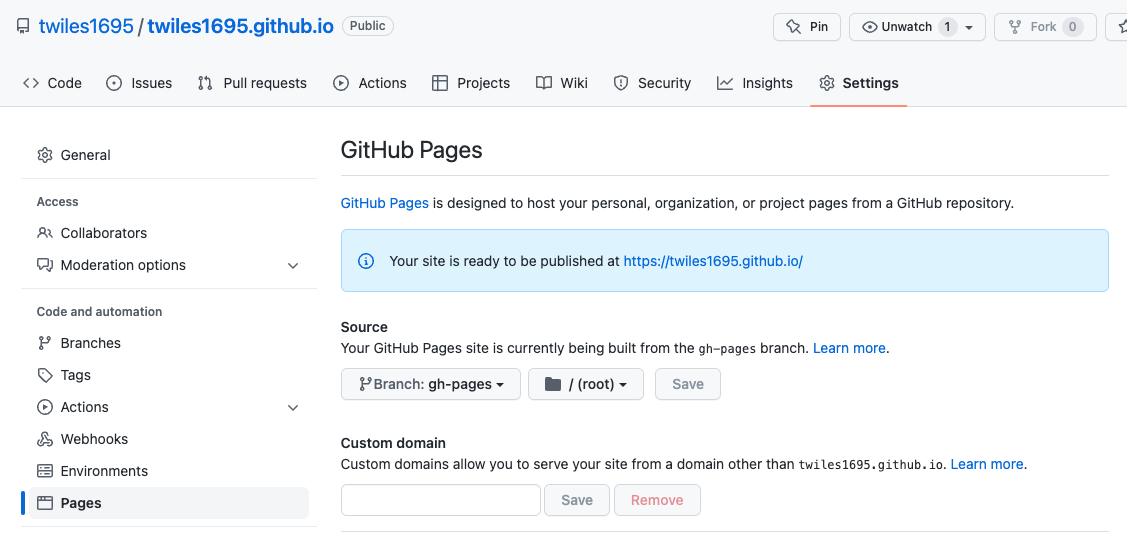 twiles1695 / twiles1695.github.io Public Pin Unwatch 1 Fork 0
Code Issues Pull requests Actions Projects Wiki Security Insights Settings
General
Access
Collaborators
Moderation options
Code and automation
Branches
Tags
Actions
Webhooks
Environments
Pages
GitHub Pages
GitHub Pages is designed to host your personal, organization, or project pages from a GitHub repository.
Your site is ready to be published at https://twiles1695.github.io/
Source
Your GitHub Pages site is currently being built from the gh-pages branch. Learn more.
Branch: gh-pages / (root) Save
Custom domain
Custom domains allow you to serve your site from a domain other than twiles1695.github.io. Learn more.
Save Remove